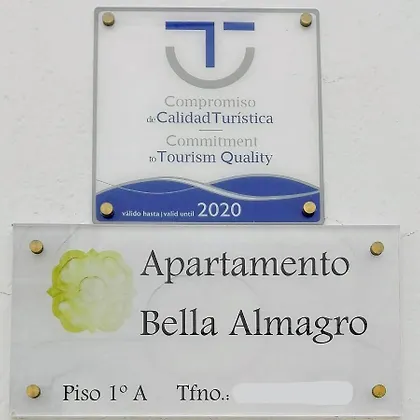 Compromiso
de Calidad Turística
Commitment
to Tourism Quality
válido hasta | valid until 2020
Apartamento
Bella Almagro
Piso 1º A Tfno.: